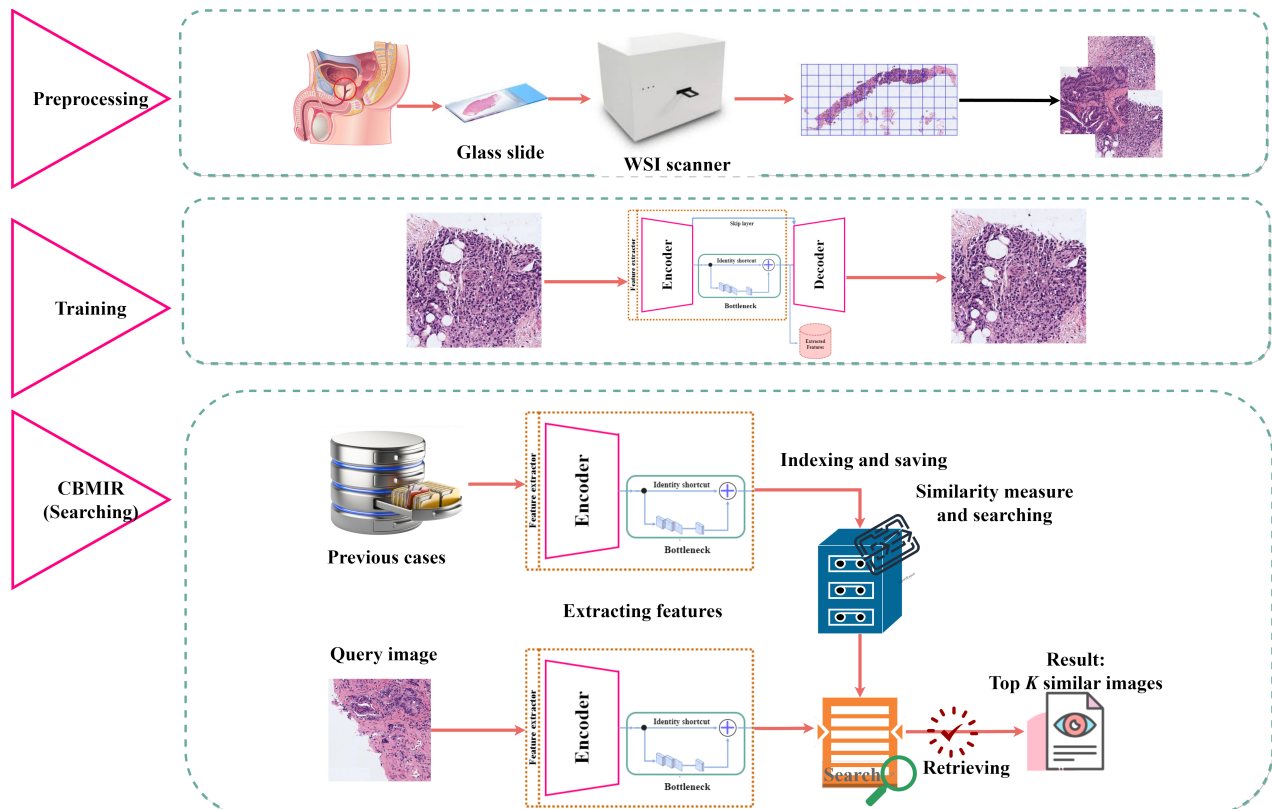 Preprocessing
Glass slide
WSI scanner
Training
Feature extractor
Encoder
Skip layer
Identity shortcut
Bottleneck
Decoder
Extracted
Features
CBMIR
(Searching)
Previous cases
Feature extractor
Encoder
Identity shortcut
Bottleneck
Indexing and saving
Similarity measure
and searching
Extracting features
Query image
Feature extractor
Encoder
Identity shortcut
Bottleneck
Search
Retrieving
Result:
Top K similar images